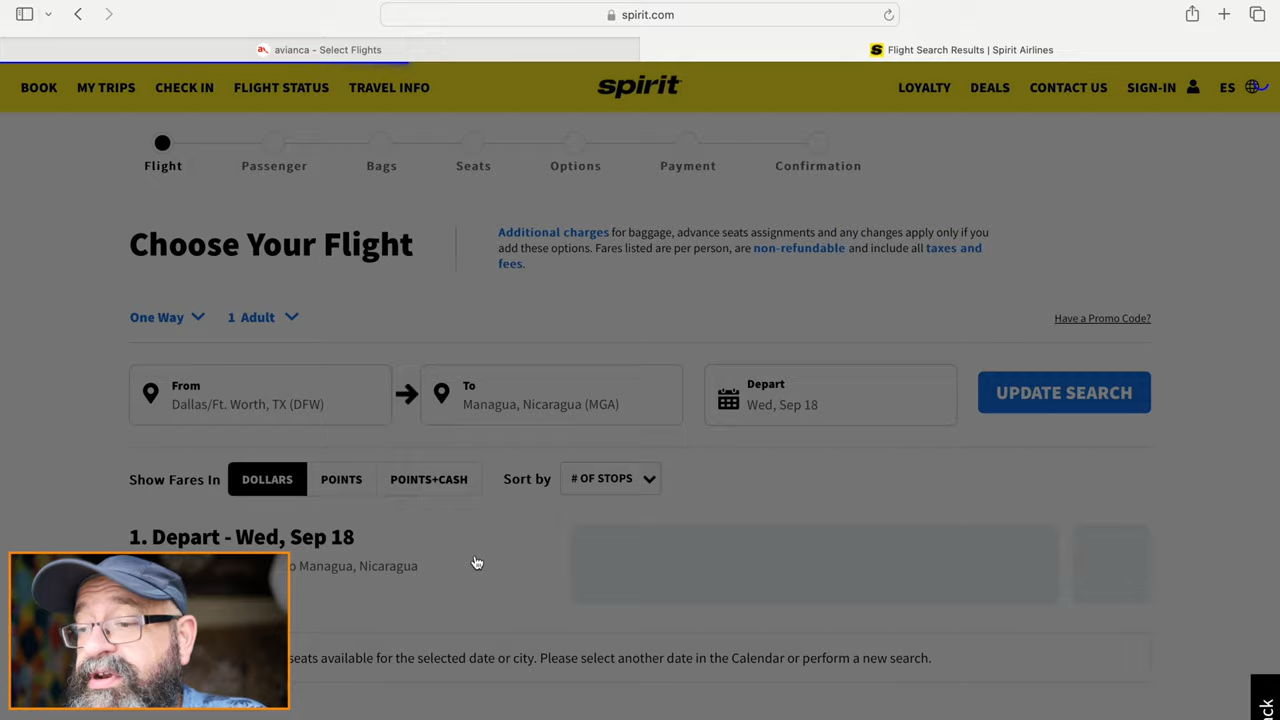 spirit.com
avianca - Select Flights
Flight Search Results | Spirit Airlines
BOOK MY TRIPS CHECK IN FLIGHT STATUS TRAVEL INFO spirit LOYALTY DEALS CONTACT US SIGN-IN ES
Flight Passenger Bags Seats Options Payment Confirmation
Choose Your Flight
Additional charges for baggage, advance seats assignments and any changes apply only if you
add these options. Fares listed are per person, are non-refundable and include all taxes and
fees.
One Way 1 Adult Have a Promo Code?
From
Dallas/Ft. Worth, TX (DFW)
To
Managua, Nicaragua (MGA)
Depart
Wed, Sep 18
UPDATE SEARCH
Show Fares In DOLLARS POINTS POINTS+CASH Sort by # OF STOPS
1. Depart - Wed, Sep 18
Managua, Nicaragua
seats available for the selected date or city. Please select another date in the Calendar or perform a new search.